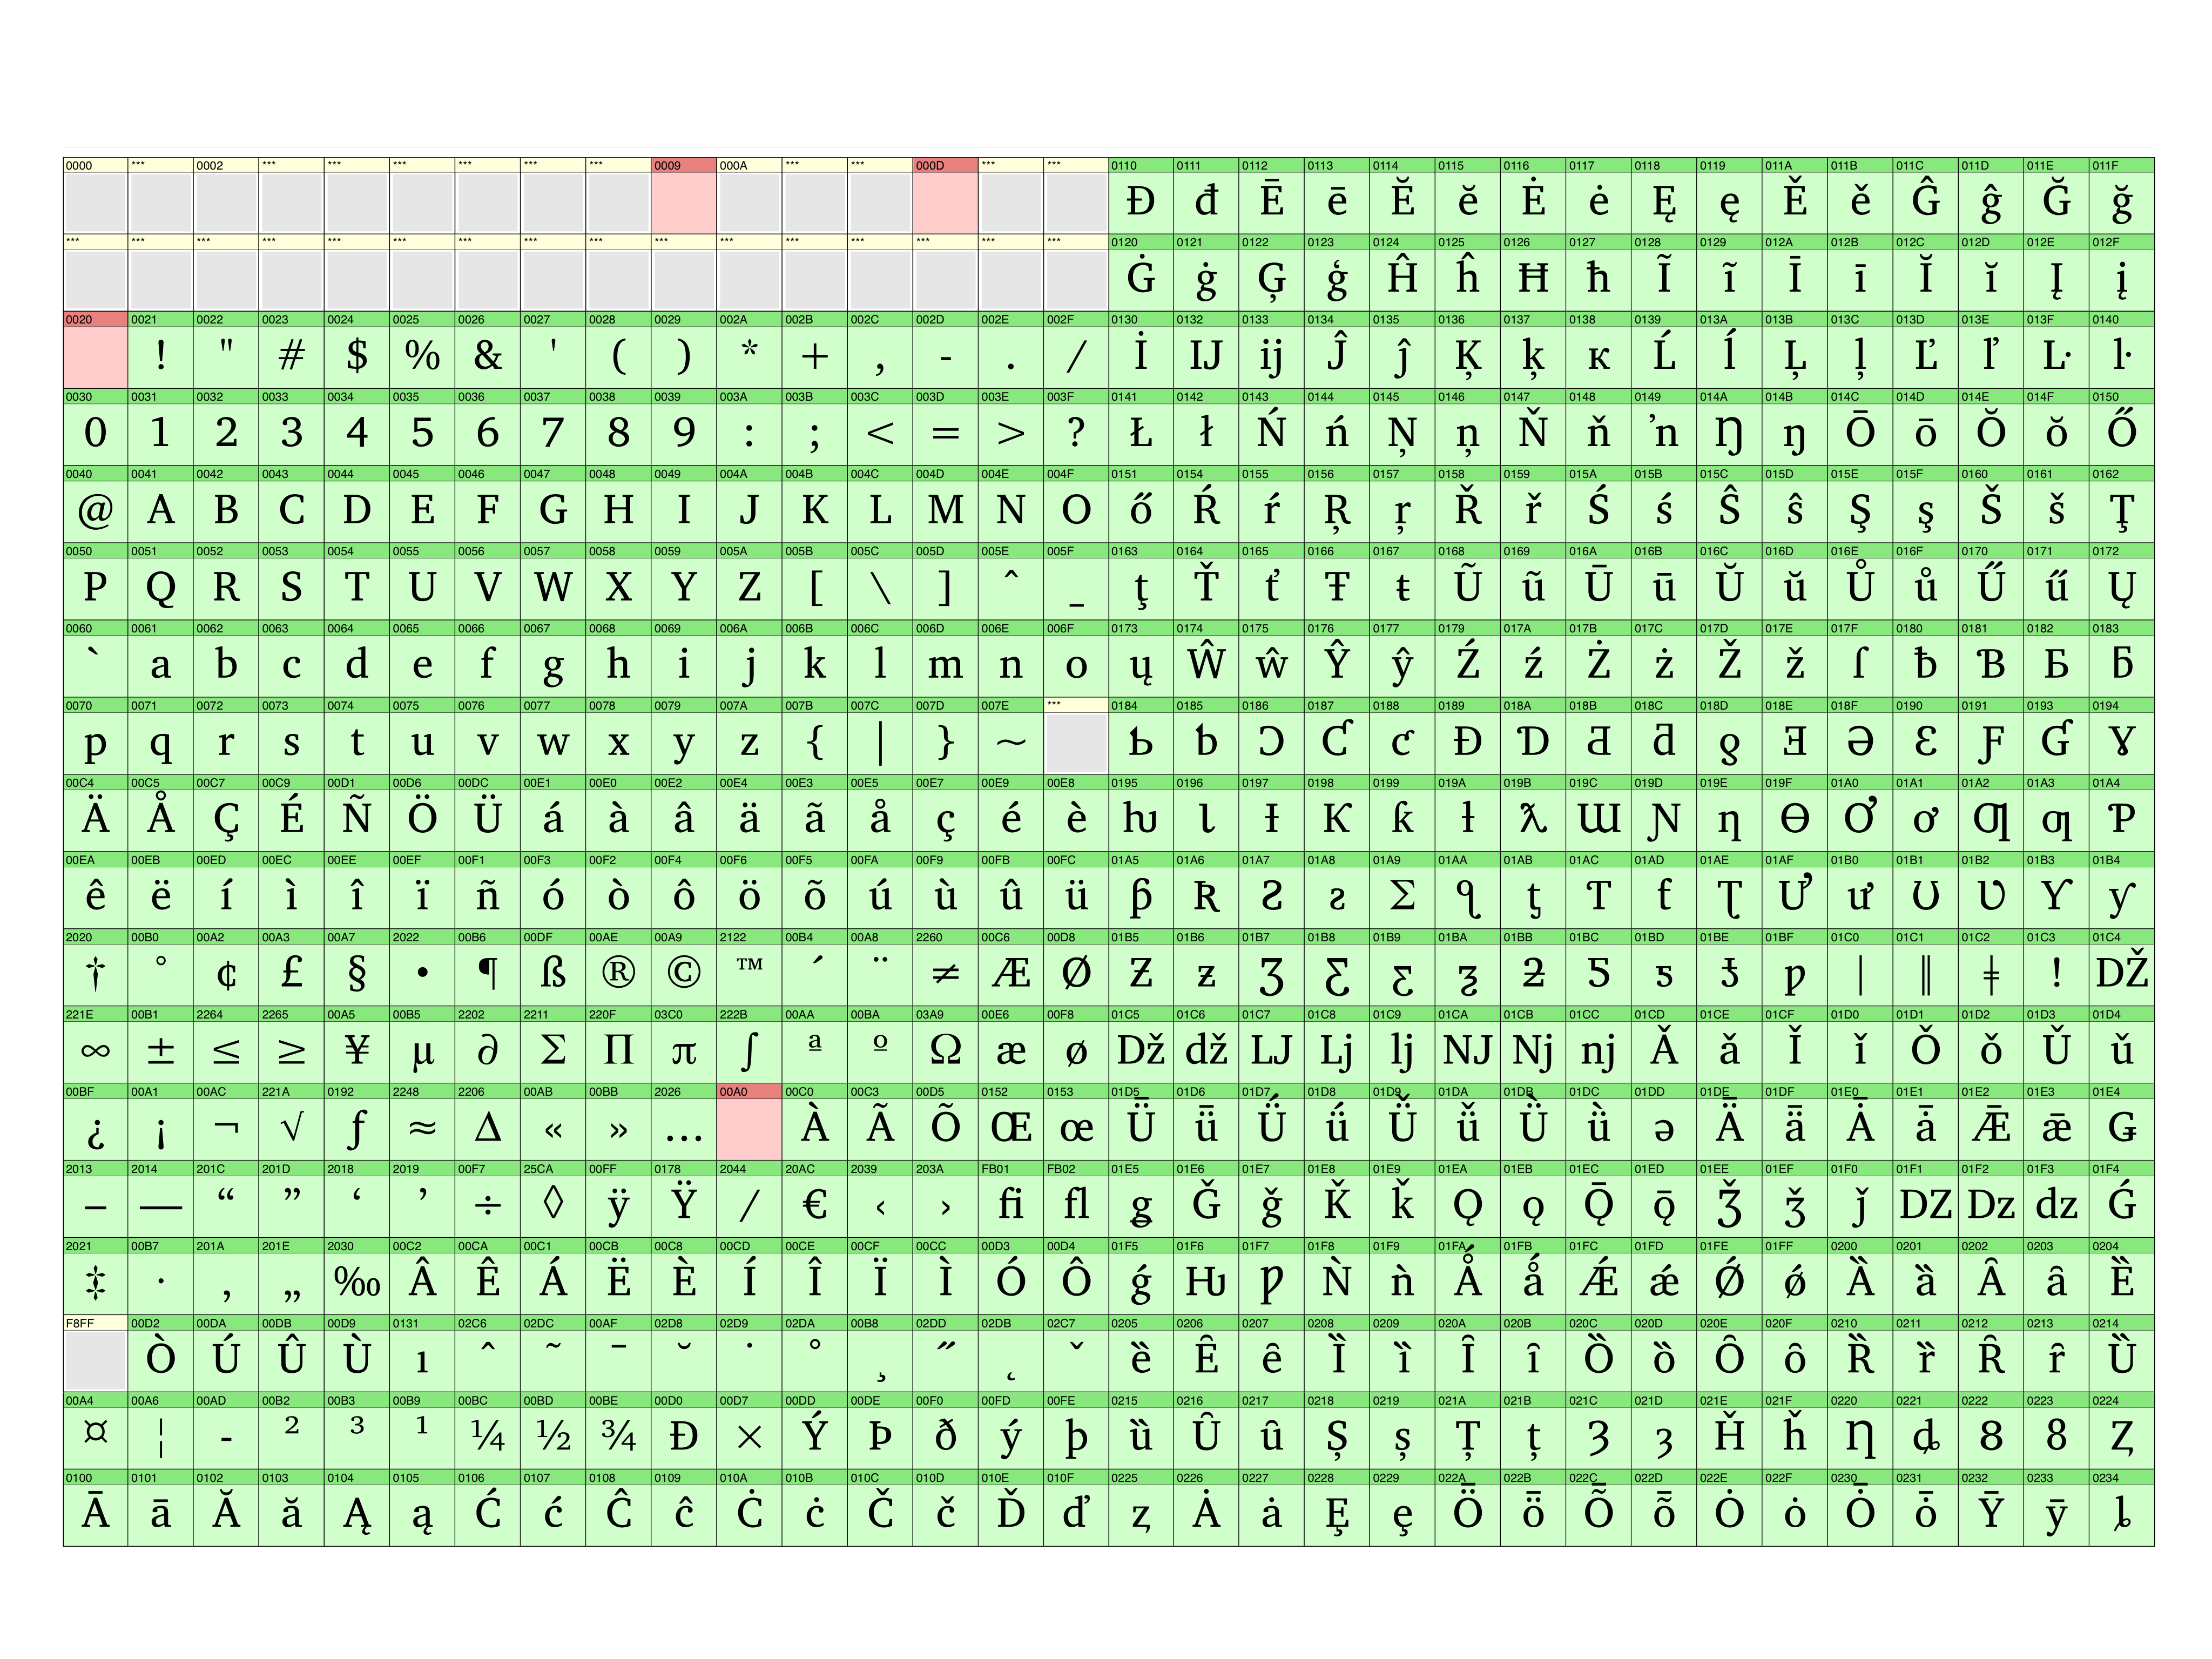 0000 *** 0002 *** *** *** *** *** *** 0009 000A *** *** 000D *** *** 0110 0111 0112 0113 0114 0115 0116 0117 0118 0119 011A 011B 011C 011D 011E 011F
Đ đ Ē ē Ĕ ĕ Ė ė Ę ę Ě ě Ĝ ĝ Ğ ğ
*** *** *** *** *** *** *** *** *** *** *** *** *** *** *** *** 0120 0121 0122 0123 0124 0125 0126 0127 0128 0129 012A 012B 012C 012D 012E 012F
Ġ ġ Ģ ģ Ĥ ĥ Ħ ħ Ĩ ĩ Ī ī Ĭ ĭ Į į
0020 0021 0022 0023 0024 0025 0026 0027 0028 0029 002A 002B 002C 002D 002E 002F 0130 0132 0133 0134 0135 0136 0137 0138 0139 013A 013B 013C 013D 013E 013F 0140
! " # $ % & ' ( ) * + , - . / İ IJ ij Ĵ ĵ Ķ ķ ĸ Ĺ ĺ Ļ ļ Ľ ľ Ŀ ŀ
0030 0031 0032 0033 0034 0035 0036 0037 0038 0039 003A 003B 003C 003D 003E 003F 0141 0142 0143 0144 0145 0146 0147 0148 0149 014A 014B 014C 014D 014E 014F 0150
0 1 2 3 4 5 6 7 8 9 : ; < = > ? Ł ł Ń ń Ņ ņ Ň ň ŉ Ŋ ŋ Ō ō Ŏ ŏ Ő
0040 0041 0042 0043 0044 0045 0046 0047 0048 0049 004A 004B 004C 004D 004E 004F 0151 0154 0155 0156 0157 0158 0159 015A 015B 015C 015D 015E 015F 0160 0161 0162
@ A B C D E F G H I J K L M N O ő Ŕ ŕ Ŗ ŗ Ř ř Ś ś Ŝ ŝ Ş ş Š š Ţ
0050 0051 0052 0053 0054 0055 0056 0057 0058 0059 005A 005B 005C 005D 005E 005F 0163 0164 0165 0166 0167 0168 0169 016A 016B 016C 016D 016E 016F 0170 0171 0172
P Q R S T U V W X Y Z [ \ ] ^ _ ţ Ť ť Ŧ ŧ Ũ ũ Ū ū Ŭ ŭ Ů ů Ű ű Ų
0060 0061 0062 0063 0064 0065 0066 0067 0068 0069 006A 006B 006C 006D 006E 006F 0173 0174 0175 0176 0177 0179 017A 017B 017C 017D 017E 017F 0180 0181 0182 0183
` a b c d e f g h i j k l m n o ų Ŵ ŵ Ŷ ŷ Ź ź Ż ż Ž ž ſ ƀ Ɓ Ƃ ƃ
0070 0071 0072 0073 0074 0075 0076 0077 0078 0079 007A 007B 007C 007D 007E *** 0184 0185 0186 0187 0188 0189 018A 018B 018C 018D 018E 018F 0190 0191 0193 0194
p q r s t u v w x y z { | } ~ Ƅ ƅ Ɔ Ƈ ƈ Ɖ Ɗ Ƌ ƌ ƍ Ǝ Ə Ɛ Ƒ Ɠ Ɣ
00C4 00C5 00C7 00C9 00D1 00D6 00DC 00E1 00E0 00E2 00E4 00E3 00E5 00E7 00E9 00E8 0195 0196 0197 0198 0199 019A 019B 019C 019D 019E 019F 01A0 01A1 01A2 01A3 01A4
Ä Å Ç É Ñ Ö Ü á à â ä ã å ç é è ƕ Ɩ Ɨ Ƙ ƙ ƚ ƛ Ɯ Ɲ ƞ Ɵ Ơ ơ Ƣ ƣ Ƥ
00EA 00EB 00ED 00EC 00EE 00EF 00F1 00F3 00F2 00F4 00F6 00F5 00FA 00F9 00FB 00FC 01A5 01A6 01A7 01A8 01A9 01AA 01AB 01AC 01AD 01AE 01AF 01B0 01B1 01B2 01B3 01B4
ê ë í ì î ï ñ ó ò ô ö õ ú ù û ü ƥ Ʀ Ƨ ƨ Ʃ ƪ ƫ Ƭ ƭ Ʈ Ư ư Ʊ Ʋ Ƴ ƴ
2020 00B0 00A2 00A3 00A7 2022 00B6 00DF 00AE 00A9 2122 00B4 00A8 2260 00C6 00D8 01B5 01B6 01B7 01B8 01B9 01BA 01BB 01BC 01BD 01BE 01BF 01C0 01C1 01C2 01C3 01C4
† ° ¢ £ § • ¶ ß ® © ™ ´ ¨ ≠ Æ Ø Ƶ ƶ Ʒ Ƹ ƹ ƺ ƻ Ƽ ƽ ƾ ƿ ǀ ǁ ǂ ǃ DŽ
221E 00B1 2264 2265 00A5 00B5 2202 2211 220F 03C0 222B 00AA 00BA 03A9 00E6 00F8 01C5 01C6 01C7 01C8 01C9 01CA 01CB 01CC 01CD 01CE 01CF 01D0 01D1 01D2 01D3 01D4
∞ ± ≤ ≥ ¥ µ ∂ ∑ ∏ π ∫ ª º Ω æ ø Dž dž LJ Lj lj NJ Nj nj Ǎ ǎ Ǐ ǐ Ǒ ǒ Ǔ ǔ
00BF 00A1 00AC 221A 0192 2248 2206 00AB 00BB 2026 00A0 00C0 00C3 00D5 0152 0153 01D5 01D6 01D7 01D8 01D9 01DA 01DB 01DC 01DD 01DE 01DF 01E0 01E1 01E2 01E3 01E4
¿ ¡ ¬ √ ƒ ≈ ∆ « » … À Ã Õ Œ œ Ǖ ǖ Ǘ ǘ Ǚ ǚ Ǜ ǜ ǝ Ǟ ǟ Ǡ ǡ Ǣ ǣ Ǥ
2013 2014 201C 201D 2018 2019 00F7 25CA 00FF 0178 2044 20AC 2039 203A FB01 FB02 01E5 01E6 01E7 01E8 01E9 01EA 01EB 01EC 01ED 01EE 01EF 01F0 01F1 01F2 01F3 01F4
– — “ ” ‘ ’ ÷ ◊ ÿ Ÿ ⁄ € ‹ › fi fl ǥ Ǧ ǧ Ǩ ǩ Ǫ ǫ Ǭ ǭ Ǯ ǯ ǰ DZ Dz dz Ǵ
2021 00B7 201A 201E 2030 00C2 00CA 00C1 00CB 00C8 00CD 00CE 00CF 00CC 00D3 00D4 01F5 01F6 01F7 01F8 01F9 01FA 01FB 01FC 01FD 01FE 01FF 0200 0201 0202 0203 0204
‡ · ‚ „ ‰ Â Ê Á Ë È Í Î Ï Ì Ó Ô ǵ Ƕ Ƿ Ǹ ǹ Ǻ ǻ Ǽ ǽ Ǿ ǿ Ȁ ȁ Ȃ ȃ Ȅ
F8FF 00D2 00DA 00DB 00D9 0131 02C6 02DC 00AF 02D8 02D9 02DA 00B8 02DD 02DB 02C7 0205 0206 0207 0208 0209 020A 020B 020C 020D 020E 020F 0210 0211 0212 0213 0214
Ò Ú Û Ù ı ˆ ˜ ¯ ˘ ˙ ˚ ¸ ˝ ˛ ˇ ȅ Ȇ ȇ Ȉ ȉ Ȋ ȋ Ȍ ȍ Ȏ ȏ Ȑ ȑ Ȓ ȓ Ȕ
00A4 00A6 00AD 00B2 00B3 00B9 00BC 00BD 00BE 00D0 00D7 00DD 00DE 00F0 00FD 00FE 0215 0216 0217 0218 0219 021A 021B 021C 021D 021E 021F 0220 0221 0222 0223 0224
¤ ¦ - ² ³ ¹ ¼ ½ ¾ Ð × Ý Þ ð ý þ ȕ Ȗ ȗ Ș ș Ț ț Ȝ ȝ Ȟ ȟ Ƞ ȡ Ȣ ȣ Ȥ
0100 0101 0102 0103 0104 0105 0106 0107 0108 0109 010A 010B 010C 010D 010E 010F 0225 0226 0227 0228 0229 022A 022B 022C 022D 022E 022F 0230 0231 0232 0233 0234
Ā ā Ă ă Ą ą Ć ć Ĉ ĉ Ċ ċ Č č Ď ď ȥ Ȧ ȧ Ȩ ȩ Ȫ ȫ Ȭ ȭ Ȯ ȯ Ȱ ȱ Ȳ ȳ ȴ